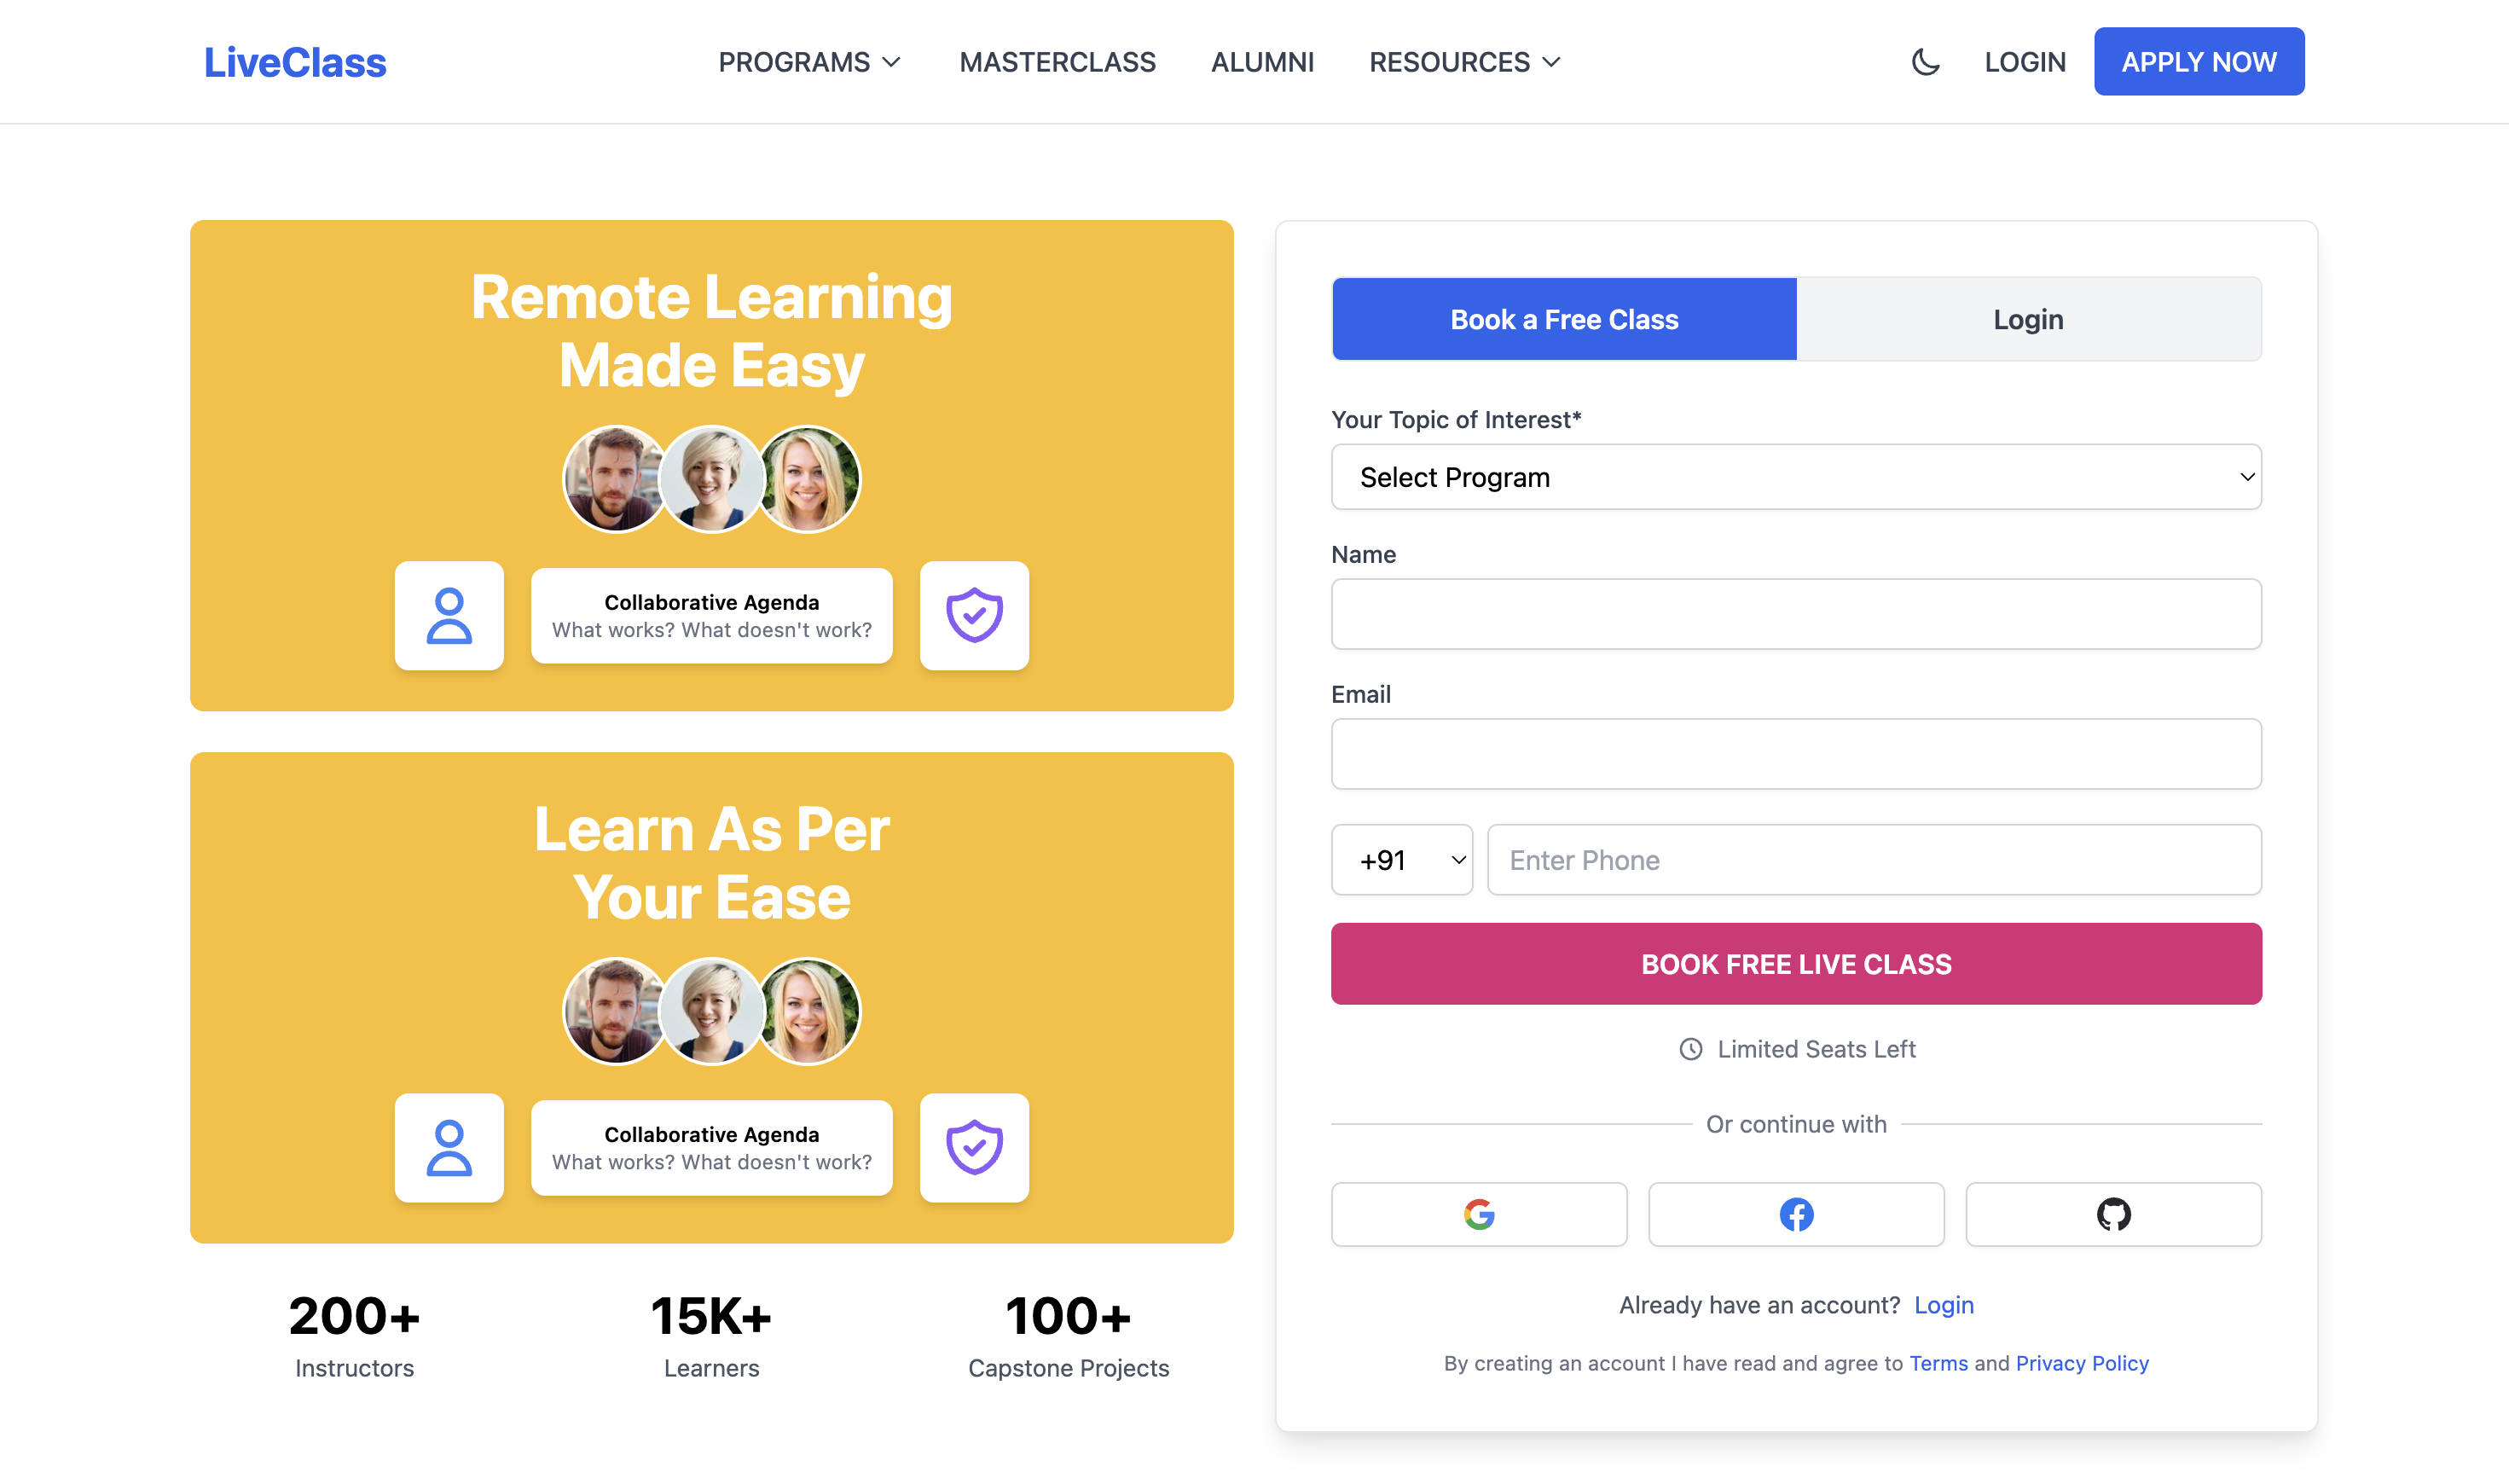 LiveClass
PROGRAMS
MASTERCLASS
ALUMNI
RESOURCES
LOGIN
APPLY NOW
Remote Learning
Made Easy
Collaborative Agenda
What works? What doesn't work?
Learn As Per
Your Ease
Collaborative Agenda
What works? What doesn't work?
200+
Instructors
15K+
Learners
100+
Capstone Projects
Book a Free Class
Login
Your Topic of Interest*
Select Program
Name
Email
+91
Enter Phone
BOOK FREE LIVE CLASS
Limited Seats Left
Or continue with
Already have an account? Login
By creating an account I have read and agree to Terms and Privacy Policy